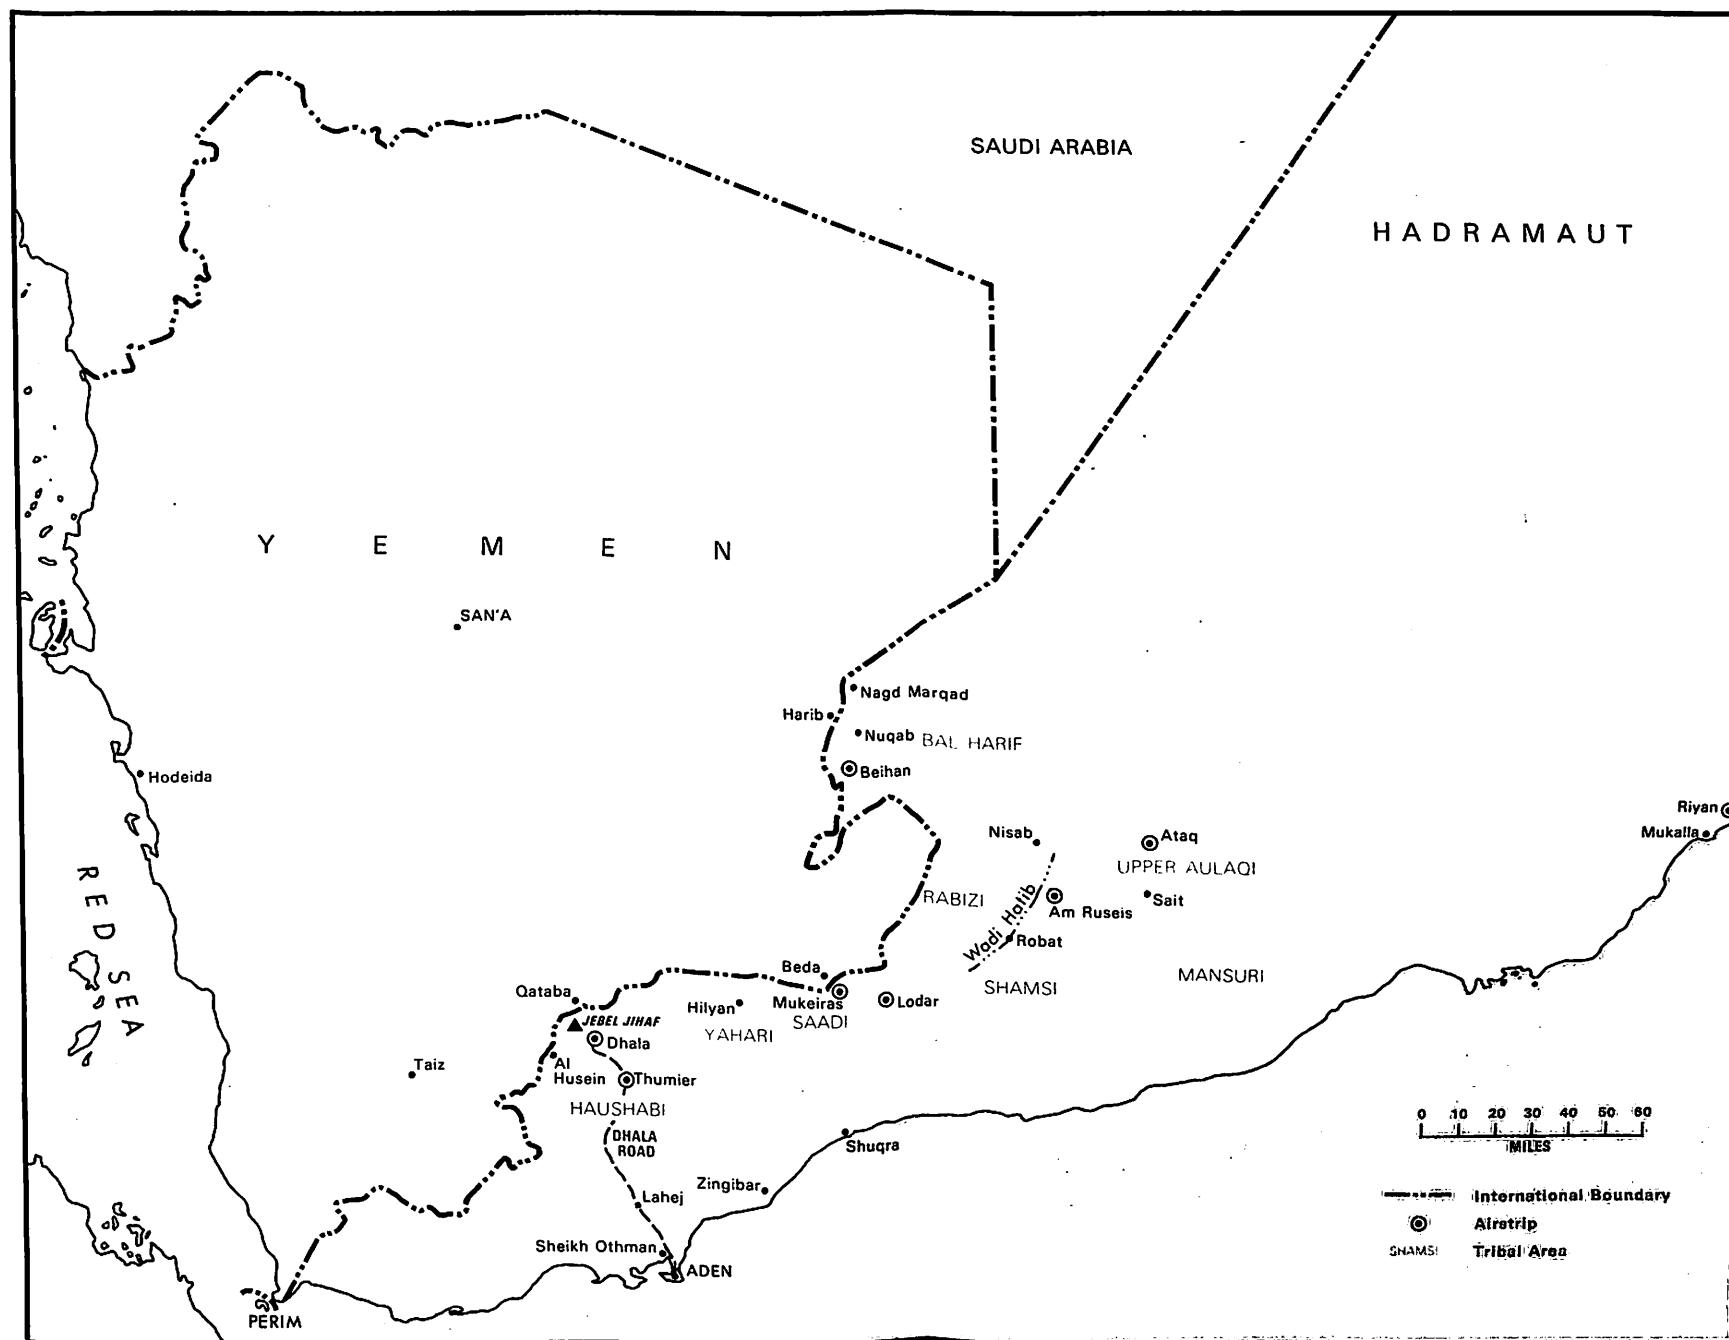 SAUDI ARABIA
HADRAMAUT
YEMEN
SAN'A
Nagd Marqad
Harib
Nuqab
BAL HARIF
Beihan
Hodeida
Riyan
Mukalla
Nisab
Ataq
UPPER AULAQI
RED SEA
RABIZI
Wadi Hatib
Am Ruseis
Sait
Robat
Beda
MANSURI
SHAMSI
Qataba
Mukeiras
Lodar
Hilyan
SAADI
JEBEL JIHAF
YAHARI
Dhala
Taiz
Al
Husein
Thumier
HAUSHABI
DHALA
ROAD
Shuqra
0 10 20 30 40 50 60
MILES
Zingibar
Lahej
International Boundary
Airstrip
SHAMSI Tribal Area
Sheikh Othman
ADEN
PERIM